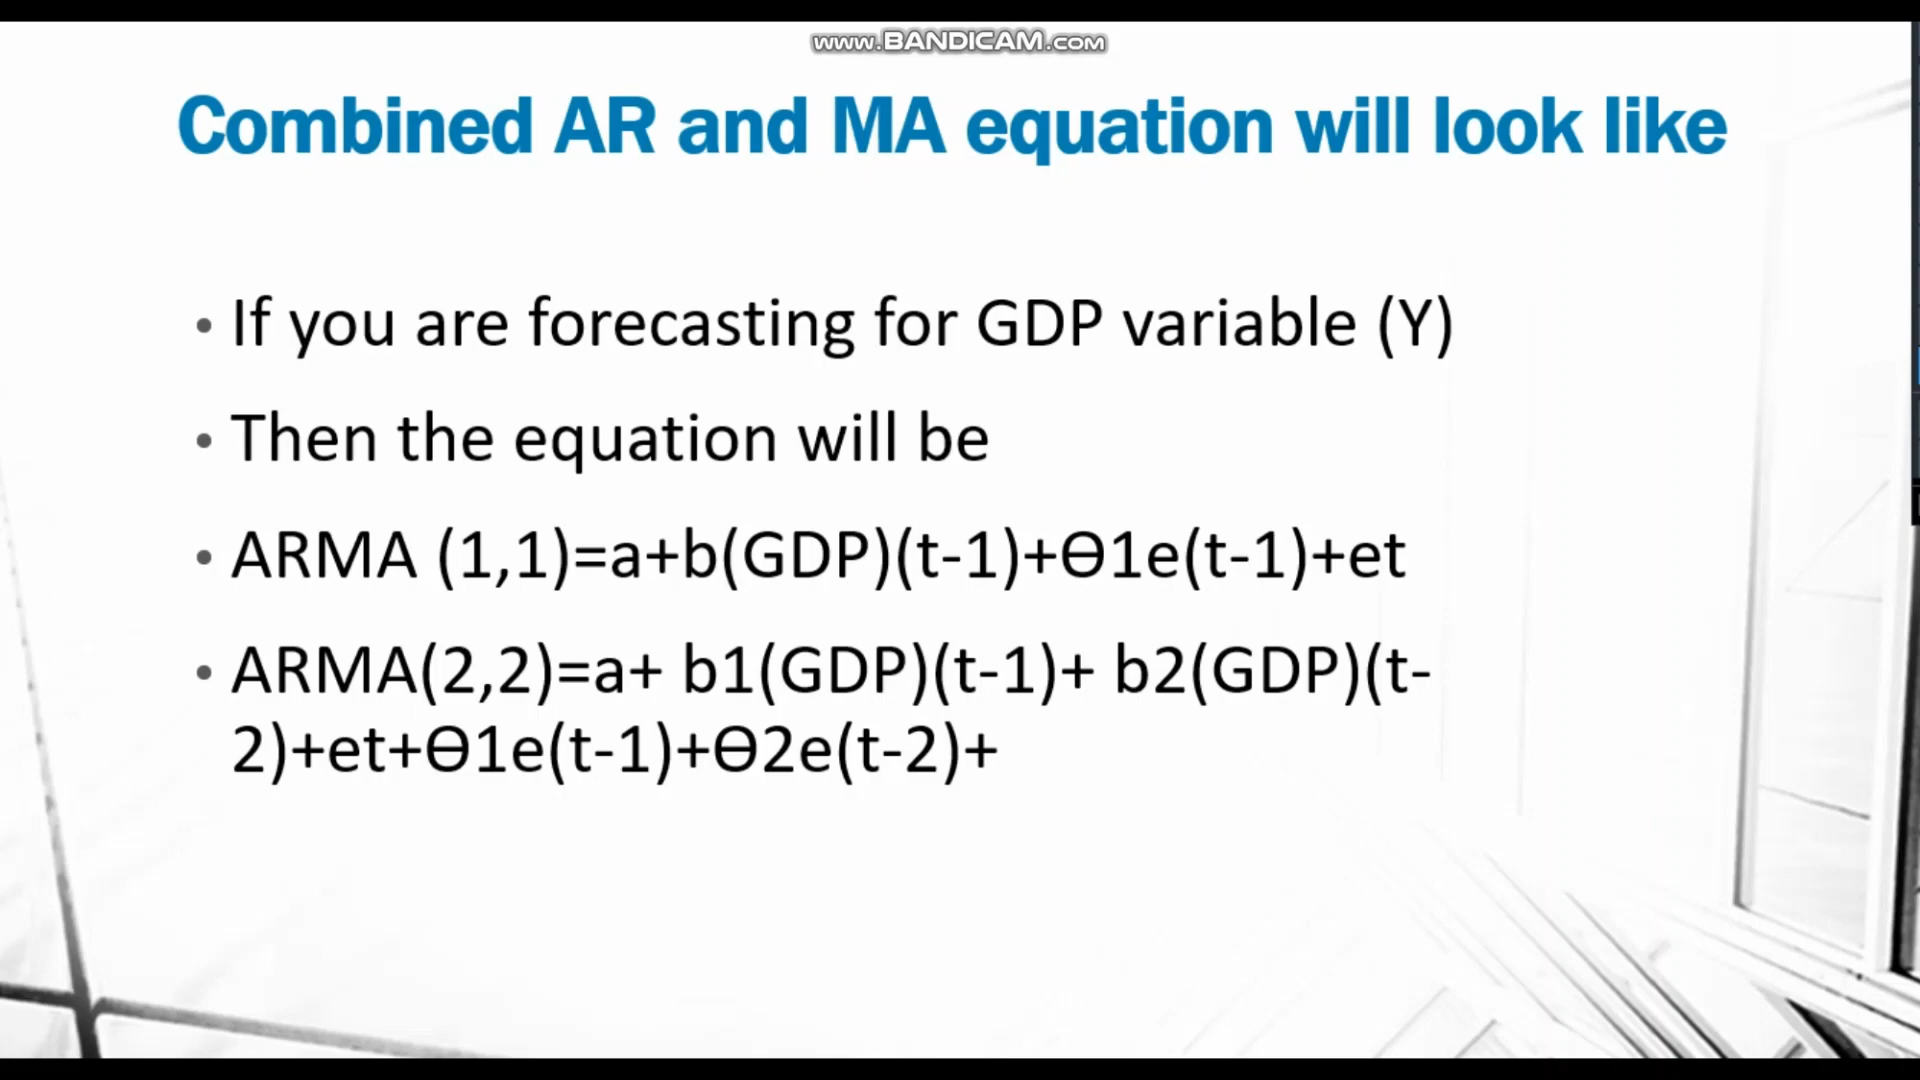 www.BANDICAM.com
Combined AR and MA equation will look like
• If you are forecasting for GDP variable (Y)
• Then the equation will be
• ARMA (1,1)=a+b(GDP)(t-1)+Ɵ1e(t-1)+et
• ARMA(2,2)=a+ b1(GDP)(t-1)+ b2(GDP)(t-
2)+et+Ɵ1e(t-1)+Ɵ2e(t-2)+